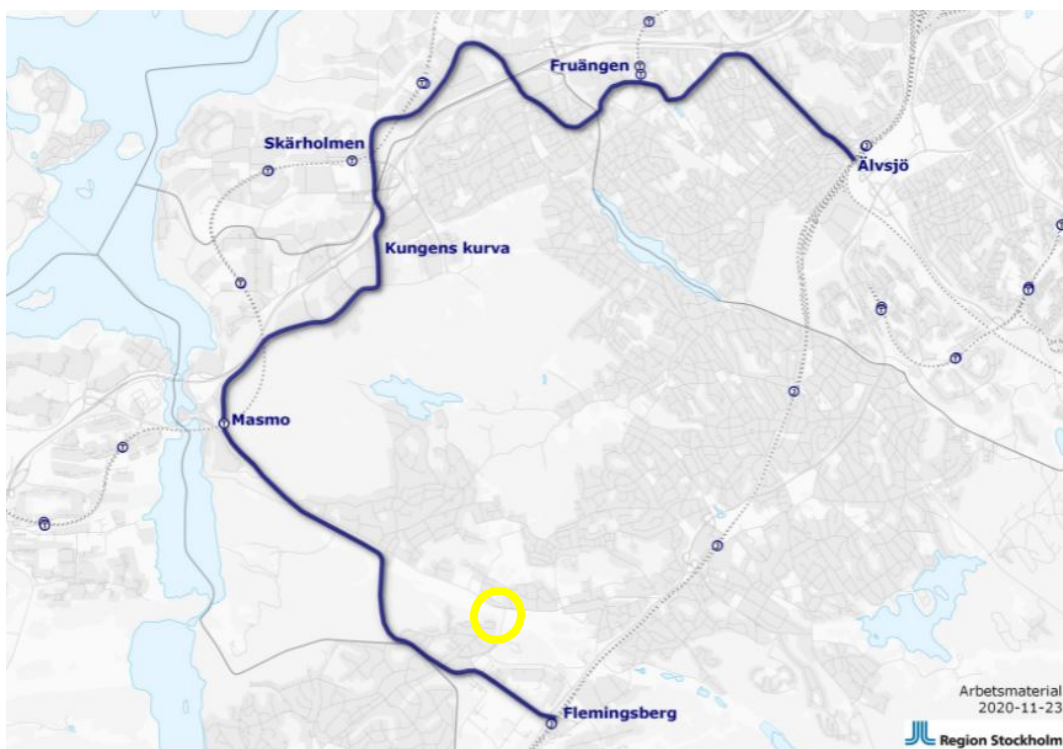 Fruängen
Skärholmen
Älvsjö
Kungens kurva
Masmo
Flemingsberg
Arbetsmaterial
2020-11-23
Region Stockholm